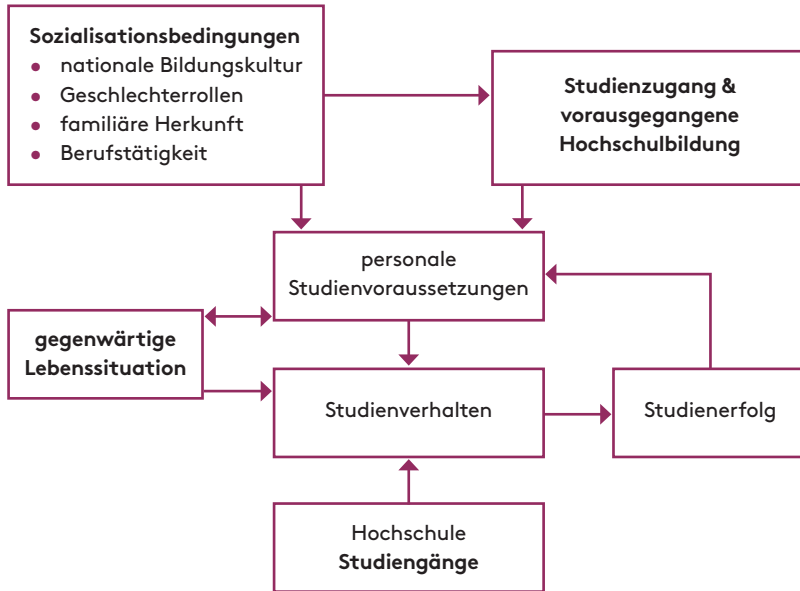 Sozialisationsbedingungen
• nationale Bildungskultur
• Geschlechterrollen
• familiäre Herkunft
• Berufstätigkeit
Studienzugang &
vorausgegangene
Hochschulbildung
personale
Studienvoraussetzungen
gegenwärtige
Lebenssituation
Studienverhalten
Studienerfolg
Hochschule
Studiengänge